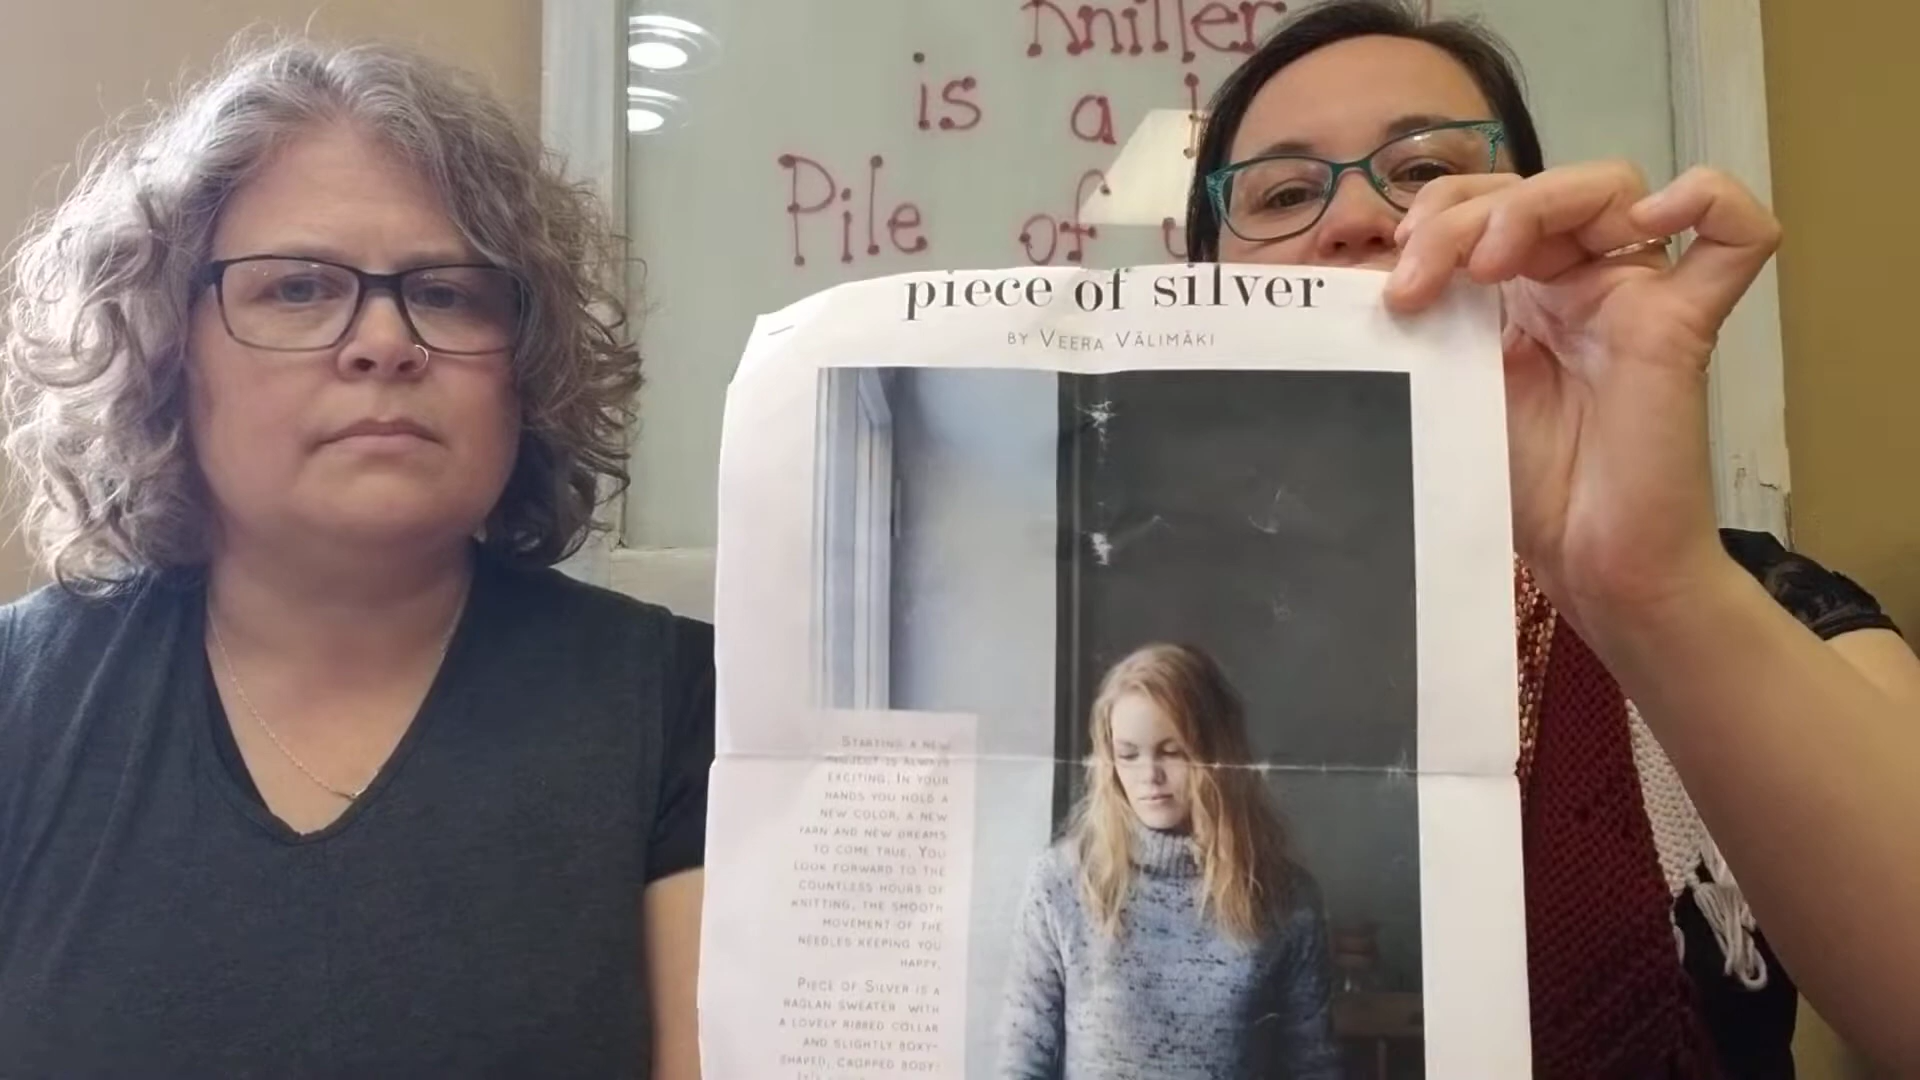 Knitter
is a
Pile of
piece of silver
BY VEERA VÄLIMÄKI
STARTING A NEW
PROJECT IS ALWAYS
EXCITING. IN YOUR
HANDS YOU HOLD A
NEW COLOR, A NEW
YARN AND NEW DREAMS
TO COME TRUE. YOU
LOOK FORWARD TO THE
COUNTLESS HOURS OF
KNITTING, THE SMOOTH
MOVEMENT OF THE
NEEDLES KEEPING YOU
HAPPY.
PIECE OF SILVER IS A
RAGLAN SWEATER WITH
A LOVELY RIBBED COLLAR
AND SLIGHTLY BOXY-
SHAPED, CROPPED BODY.